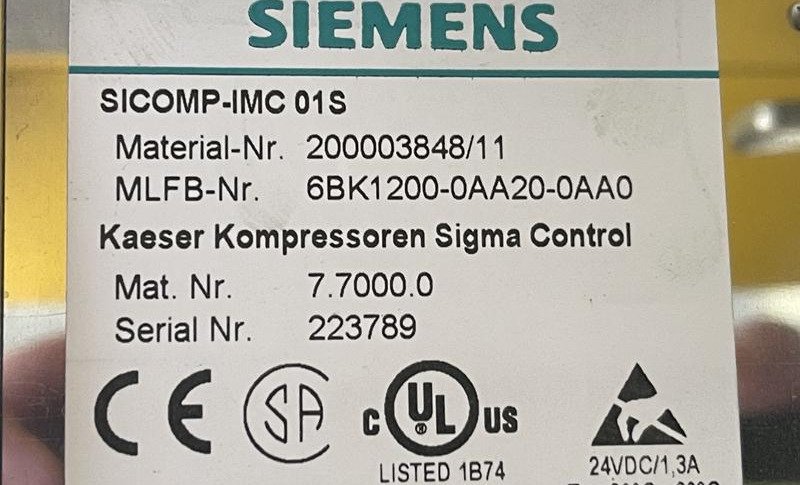 SIEMENS
SICOMP-IMC 01S
Material-Nr. 200003848/11
MLFB-Nr. 6BK1200-0AA20-0AA0
Kaeser Kompressoren Sigma Control
Mat. Nr. 7.7000.0
Serial Nr. 223789
CE SA C UL ® US
LISTED 1B74 24VDC/1,3A